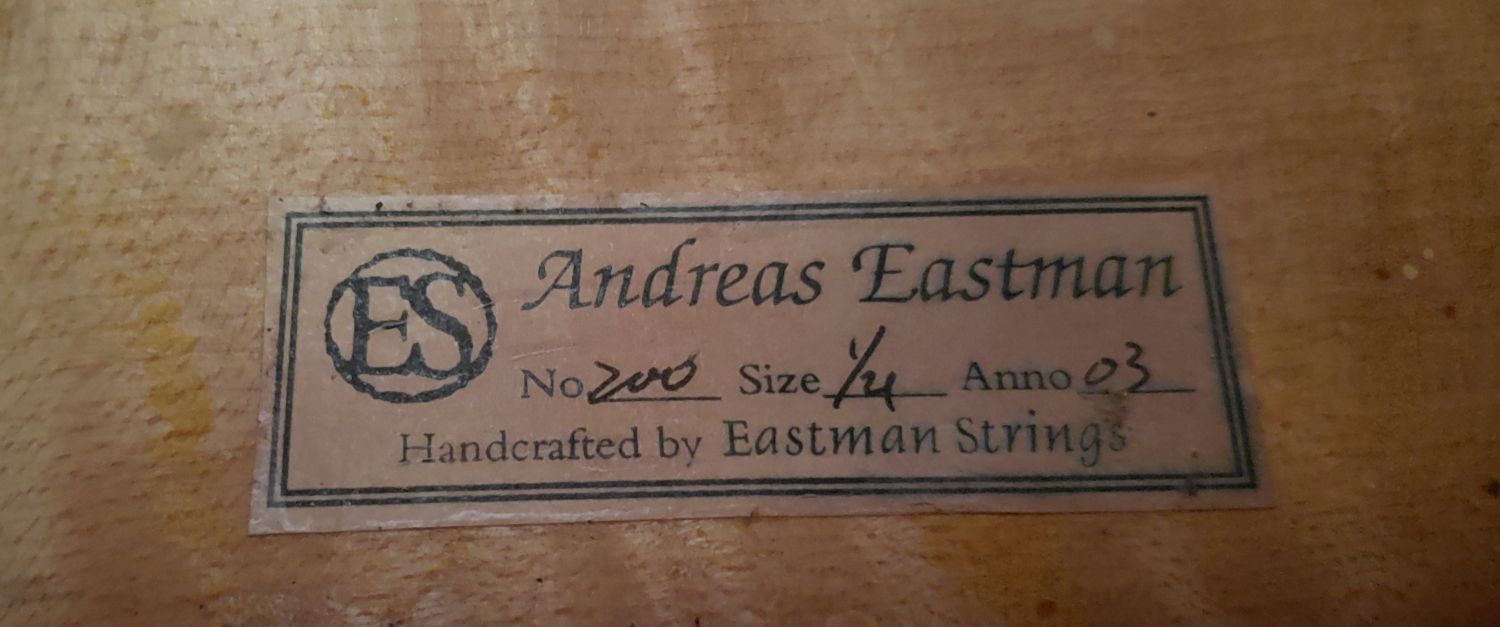 ES
Andreas Eastman
No 200 Size 1/4 Anno 03
Handcrafted by Eastman Strings